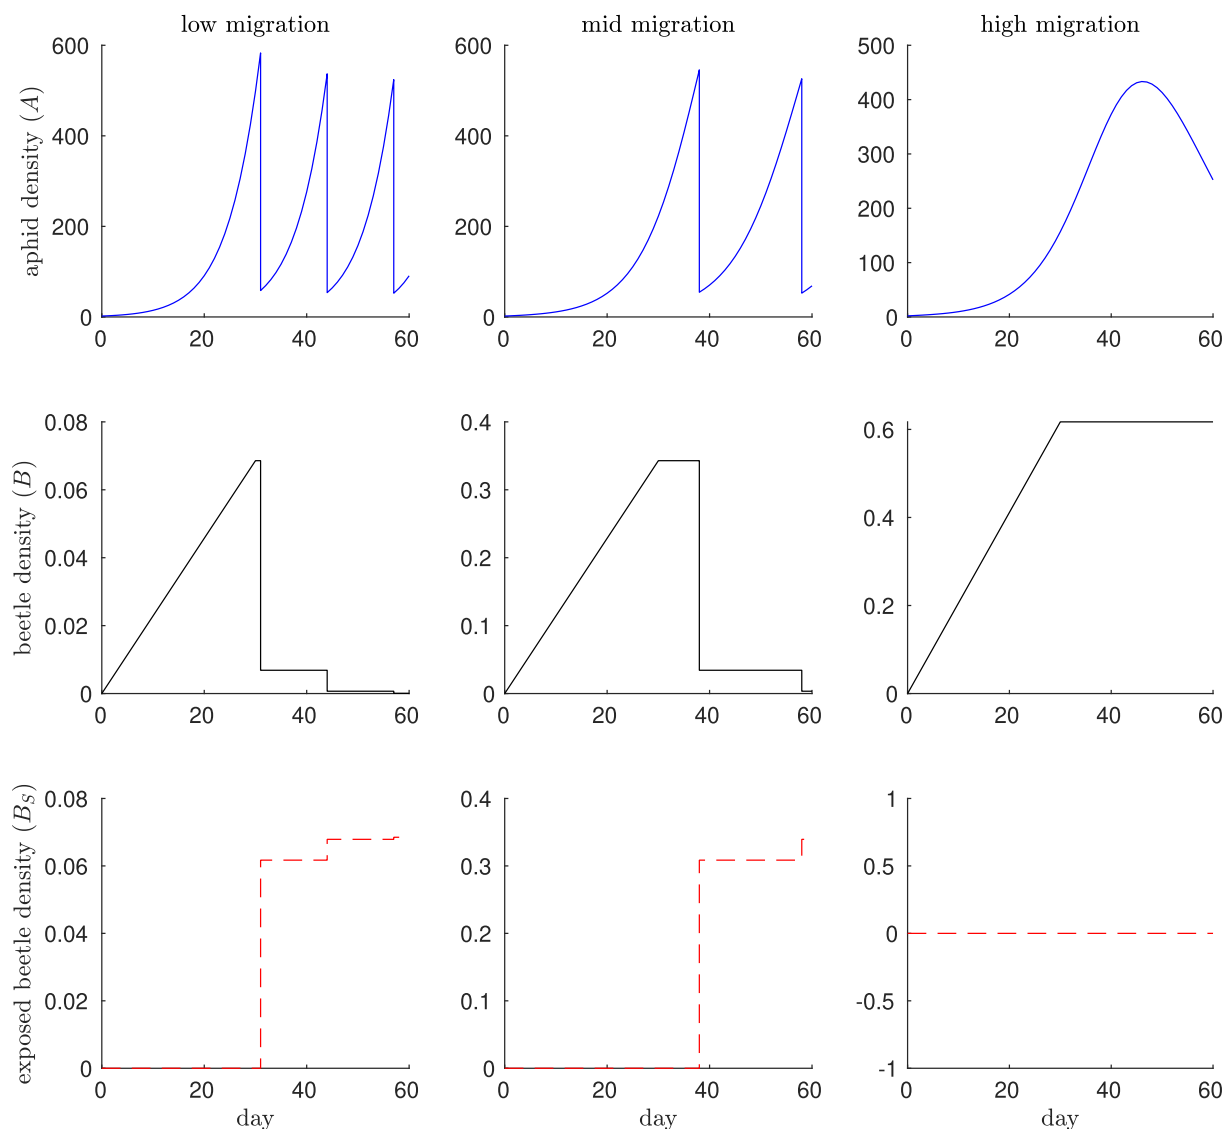 low migration
mid migration
high migration
aphid density (A)
600
400
200
0
0 20 40 60
600
400
200
0
0 20 40 60
500
400
300
200
100
0
0 20 40 60
beetle density (B)
0.08
0.06
0.04
0.02
0
0 20 40 60
0.4
0.3
0.2
0.1
0
0 20 40 60
0.6
0.4
0.2
0
0 20 40 60
exposed beetle density (B_S)
0.08
0.06
0.04
0.02
0
0 20 40 60
day
0.4
0.3
0.2
0.1
0
0 20 40 60
day
1
0.5
0
-0.5
-1
0 20 40 60
day